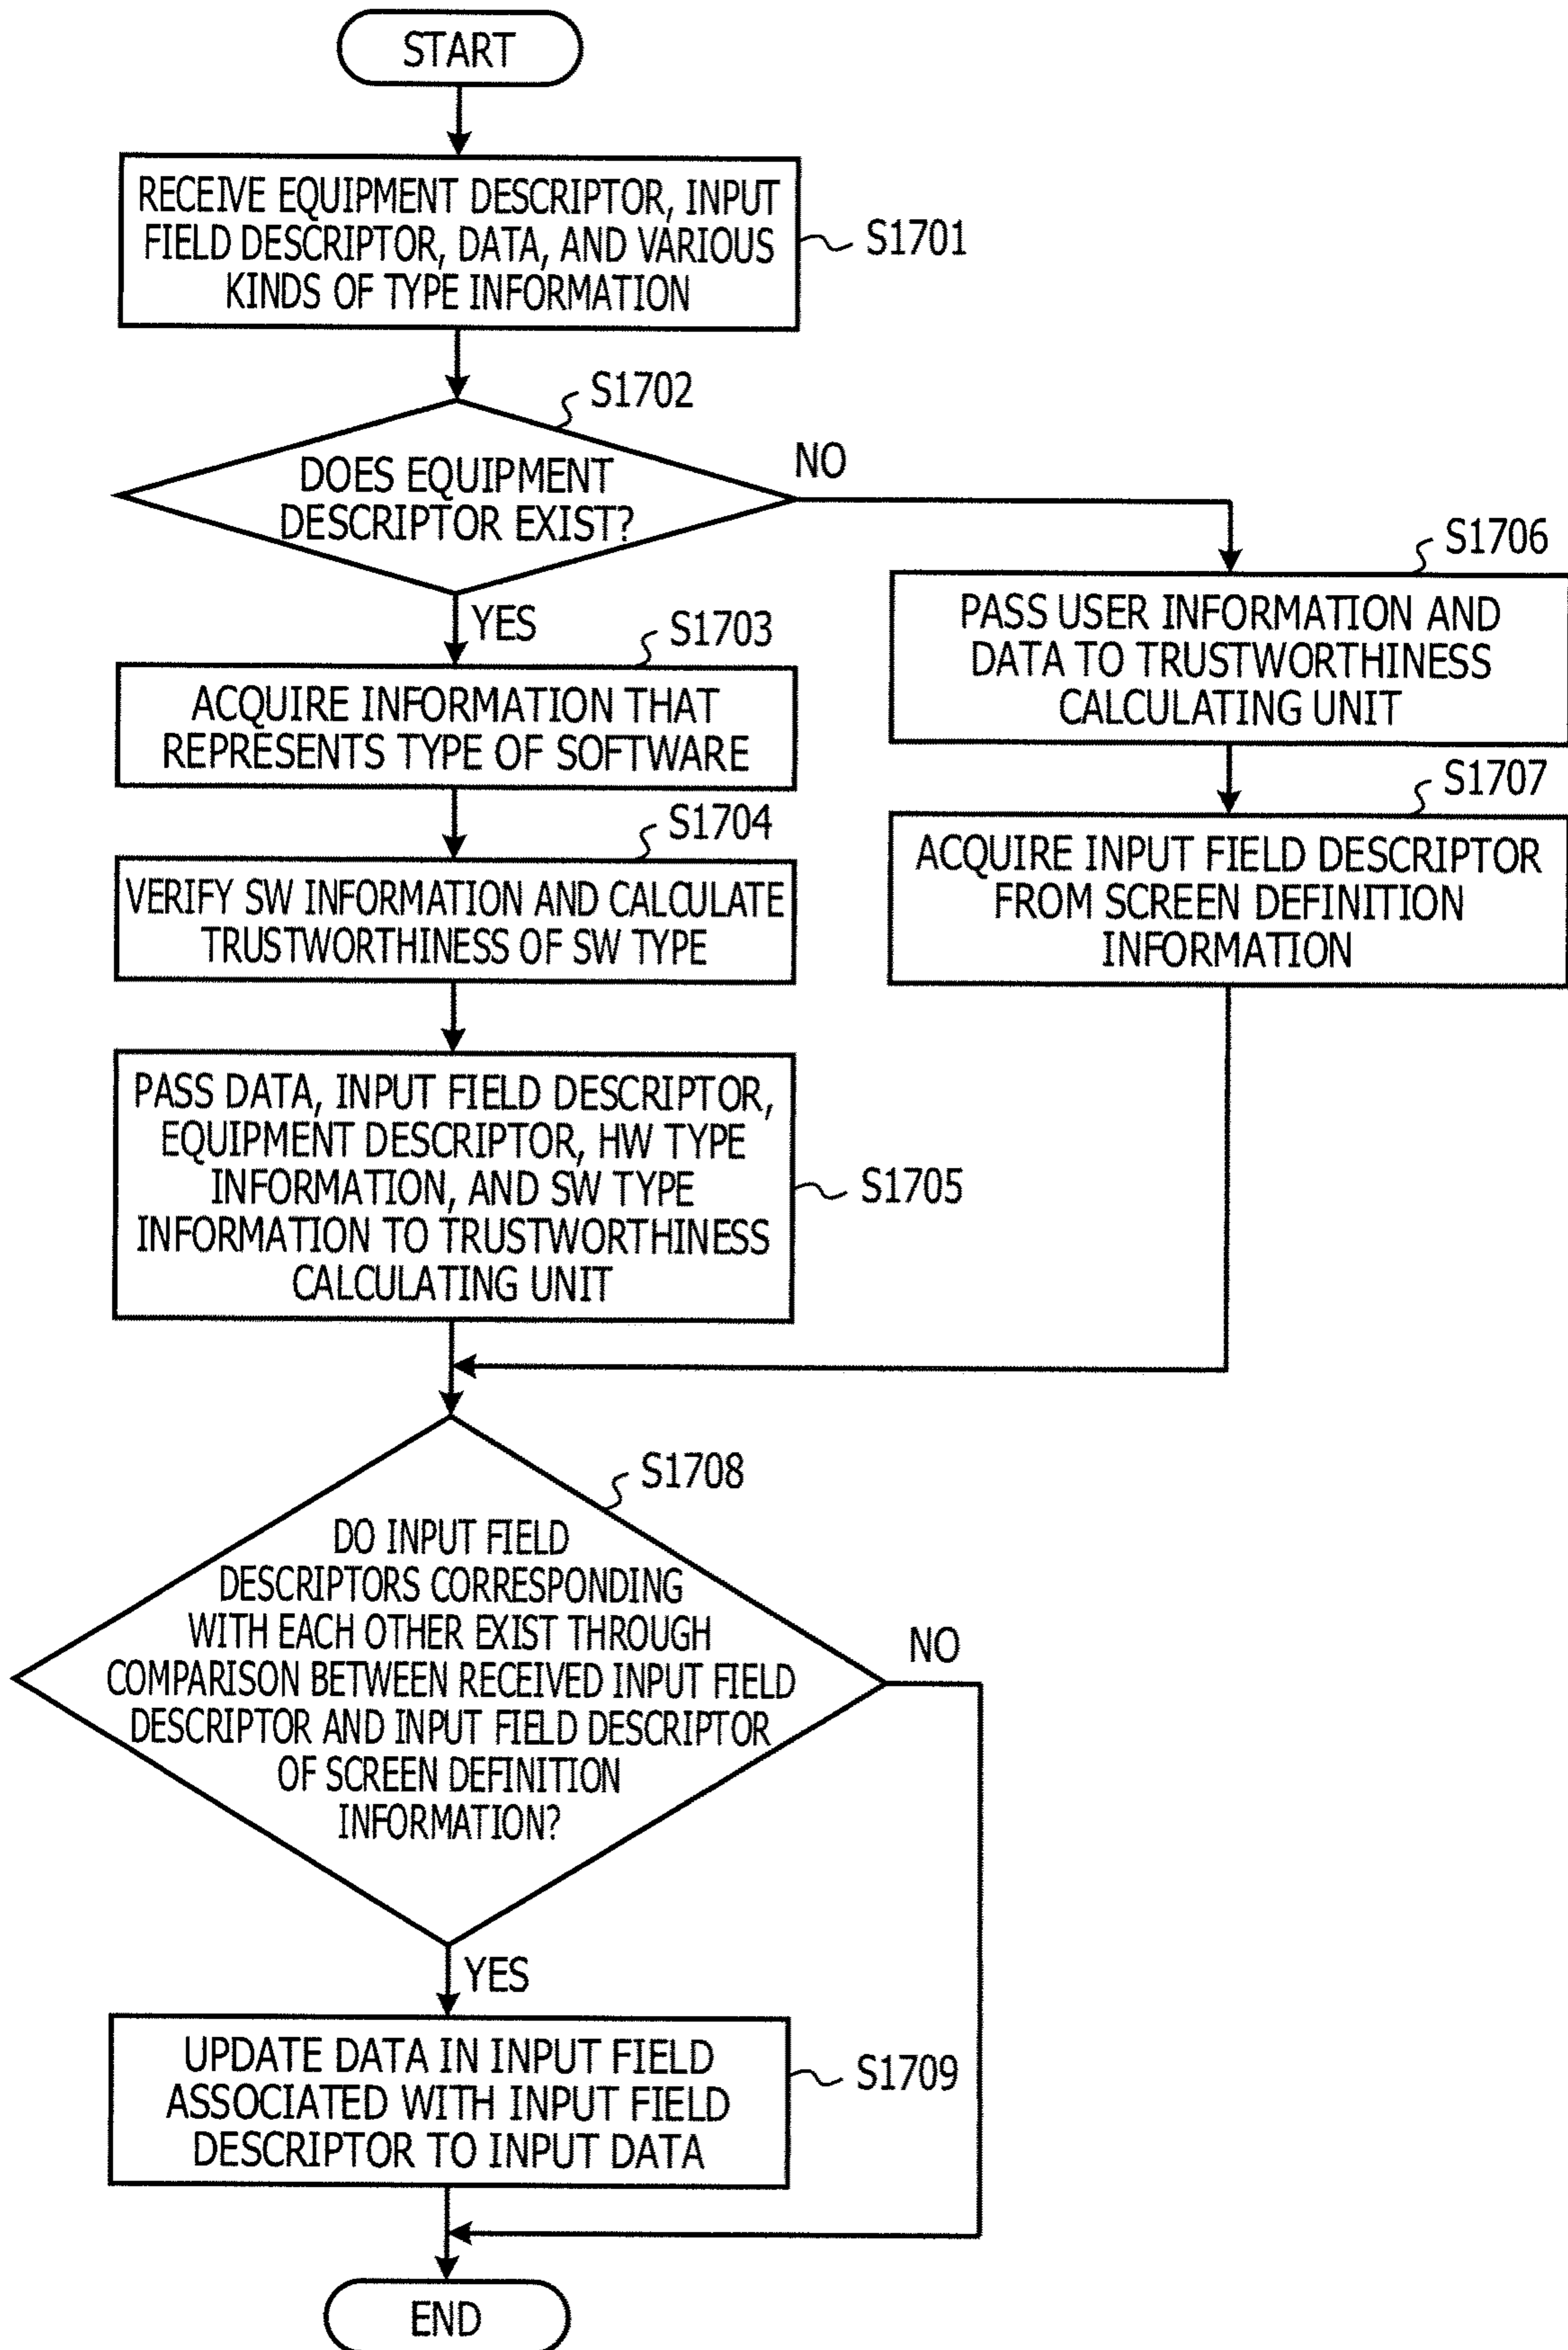 START
RECEIVE EQUIPMENT DESCRIPTOR, INPUT
FIELD DESCRIPTOR, DATA, AND VARIOUS
KINDS OF TYPE INFORMATION
S1701
S1702
DOES EQUIPMENT
DESCRIPTOR EXIST?
NO
YES
S1703
ACQUIRE INFORMATION THAT
REPRESENTS TYPE OF SOFTWARE
S1704
VERIFY SW INFORMATION AND CALCULATE
TRUSTWORTHINESS OF SW TYPE
PASS DATA, INPUT FIELD DESCRIPTOR,
EQUIPMENT DESCRIPTOR, HW TYPE
INFORMATION, AND SW TYPE
INFORMATION TO TRUSTWORTHINESS
CALCULATING UNIT
S1705
S1706
PASS USER INFORMATION AND
DATA TO TRUSTWORTHINESS
CALCULATING UNIT
S1707
ACQUIRE INPUT FIELD DESCRIPTOR
FROM SCREEN DEFINITION
INFORMATION
S1708
DO INPUT FIELD
DESCRIPTORS CORRESPONDING
WITH EACH OTHER EXIST THROUGH
COMPARISON BETWEEN RECEIVED INPUT FIELD
DESCRIPTOR AND INPUT FIELD DESCRIPTOR
OF SCREEN DEFINITION
INFORMATION?
NO
YES
UPDATE DATA IN INPUT FIELD
ASSOCIATED WITH INPUT FIELD
DESCRIPTOR TO INPUT DATA
S1709
END